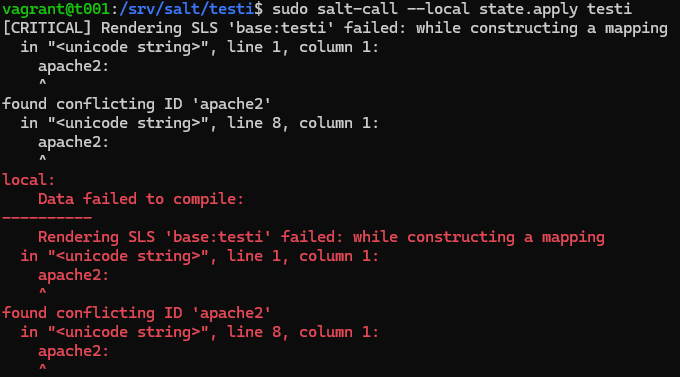 vagrant@t001:/srv/salt/testi$ sudo salt-call --local state.apply testi
[CRITICAL] Rendering SLS 'base:testi' failed: while constructing a mapping
  in "<unicode string>", line 1, column 1:
    apache2:
    ^
found conflicting ID 'apache2'
  in "<unicode string>", line 8, column 1:
    apache2:
    ^
local:
    Data failed to compile:
----------
    Rendering SLS 'base:testi' failed: while constructing a mapping
  in "<unicode string>", line 1, column 1:
    apache2:
    ^
found conflicting ID 'apache2'
  in "<unicode string>", line 8, column 1:
    apache2:
    ^